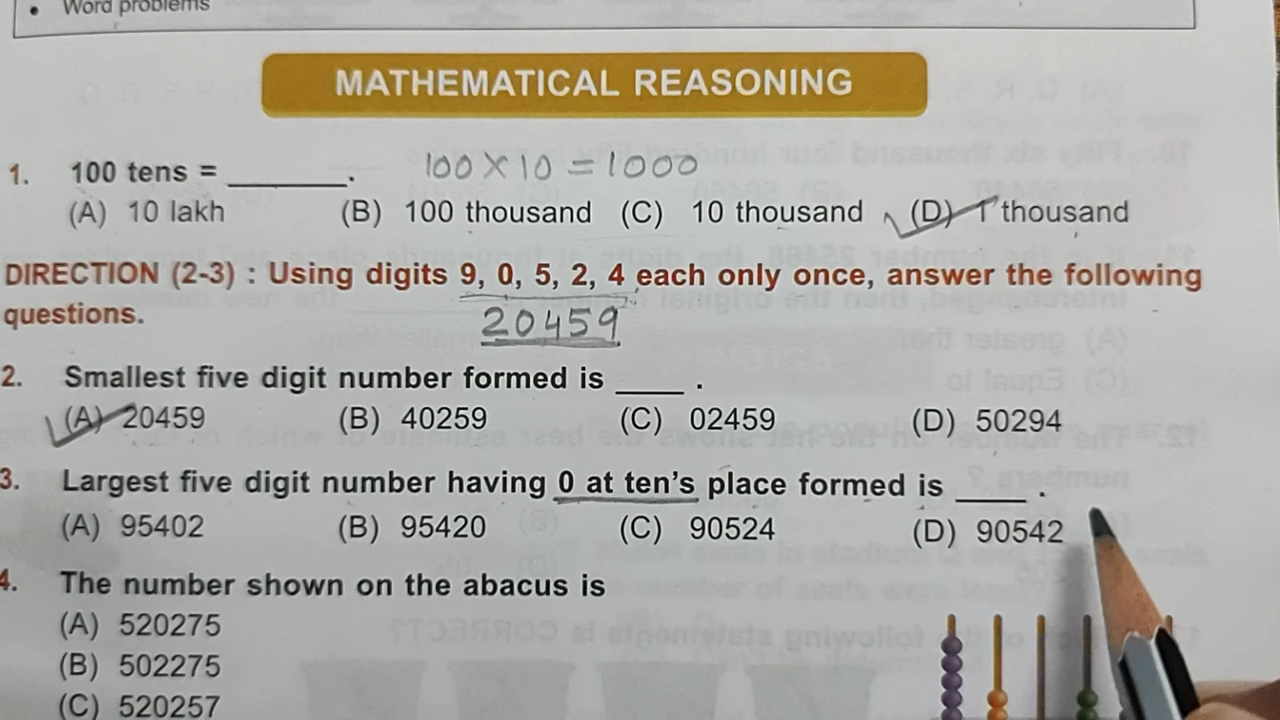 • Word problems
MATHEMATICAL REASONING
1. 100 tens = ______. 100 X 10 = 1000
(A) 10 lakh (B) 100 thousand (C) 10 thousand (D) 1 thousand
DIRECTION (2-3) : Using digits 9, 0, 5, 2, 4 each only once, answer the following
questions.
20459
2. Smallest five digit number formed is ____ .
(A) 20459 (B) 40259 (C) 02459 (D) 50294
3. Largest five digit number having 0 at ten's place formed is ____ .
(A) 95402 (B) 95420 (C) 90524 (D) 90542
4. The number shown on the abacus is
(A) 520275
(B) 502275
(C) 520257